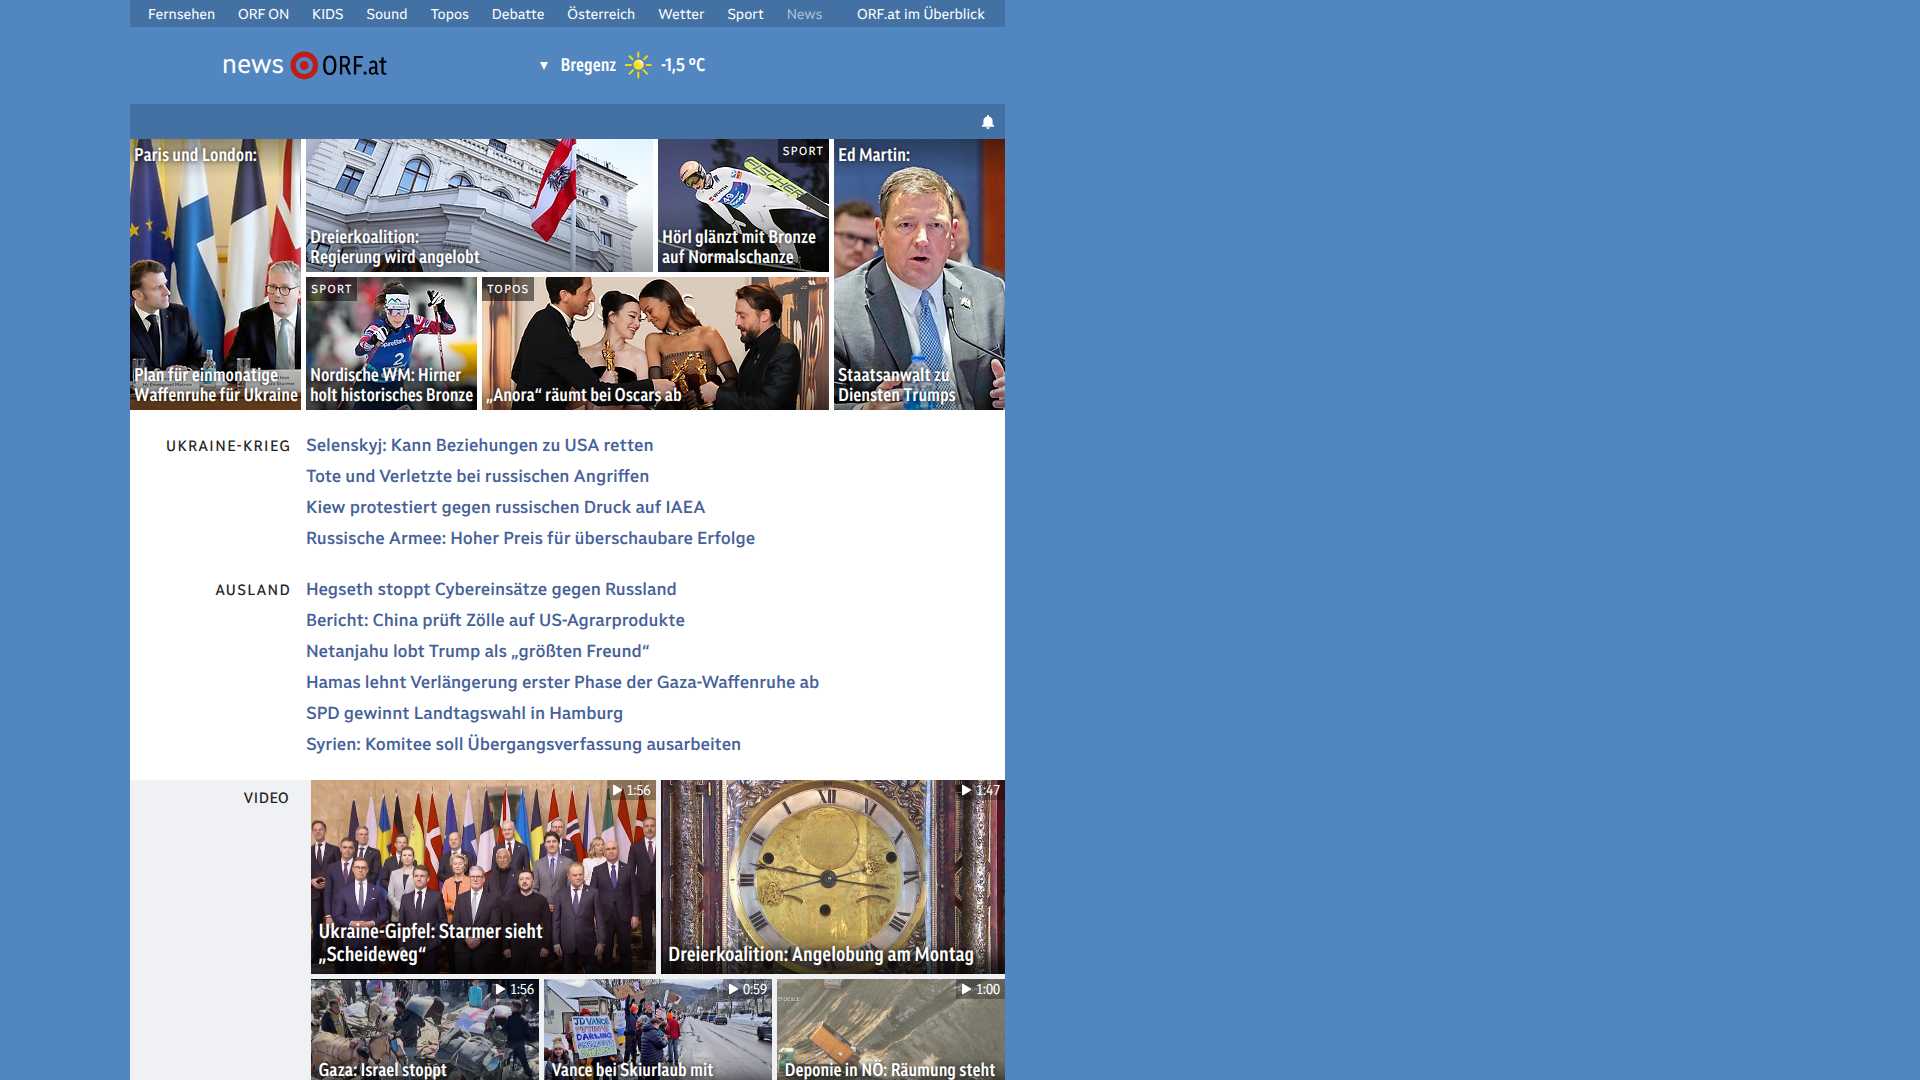 Fernsehen ORF ON KIDS Sound Topos Debatte Österreich Wetter Sport News ORF.at im Überblick
news ORF.at
▼ Bregenz -1,5 °C
Paris und London:
Plan für einmonatige
Waffenruhe für Ukraine
Dreierkoalition:
Regierung wird angelobt
SPORT
Hörl glänzt mit Bronze
auf Normalschanze
Ed Martin:
Staatsanwalt zu
Diensten Trumps
SPORT
Nordische WM: Hirner
holt historisches Bronze
TOPOS
„Anora“ räumt bei Oscars ab
UKRAINE-KRIEG
Selenskyj: Kann Beziehungen zu USA retten
Tote und Verletzte bei russischen Angriffen
Kiew protestiert gegen russischen Druck auf IAEA
Russische Armee: Hoher Preis für überschaubare Erfolge
AUSLAND
Hegseth stoppt Cybereinsätze gegen Russland
Bericht: China prüft Zölle auf US-Agrarprodukte
Netanjahu lobt Trump als „größten Freund“
Hamas lehnt Verlängerung erster Phase der Gaza-Waffenruhe ab
SPD gewinnt Landtagswahl in Hamburg
Syrien: Komitee soll Übergangsverfassung ausarbeiten
VIDEO
1:56
Ukraine-Gipfel: Starmer sieht
„Scheideweg“
1:47
Dreierkoalition: Angelobung am Montag
1:56
Gaza: Israel stoppt
0:59
JD VANCE
DARLING
Vance bei Skiurlaub mit
1:00
Deponie in NÖ: Räumung steht